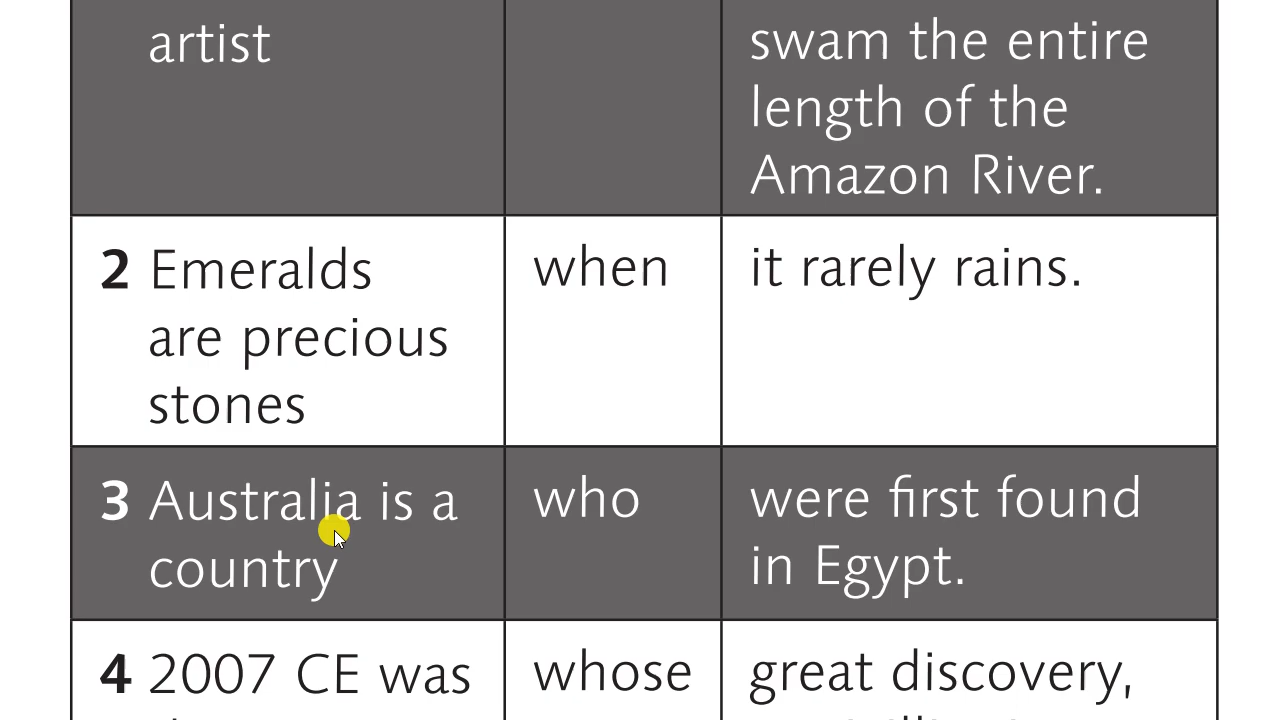 artist
swam the entire
length of the
Amazon River.
2 Emeralds
are precious
stones
when
it rarely rains.
3 Australia is a
country
who
were first found
in Egypt.
4 2007 CE was
whose
great discovery,